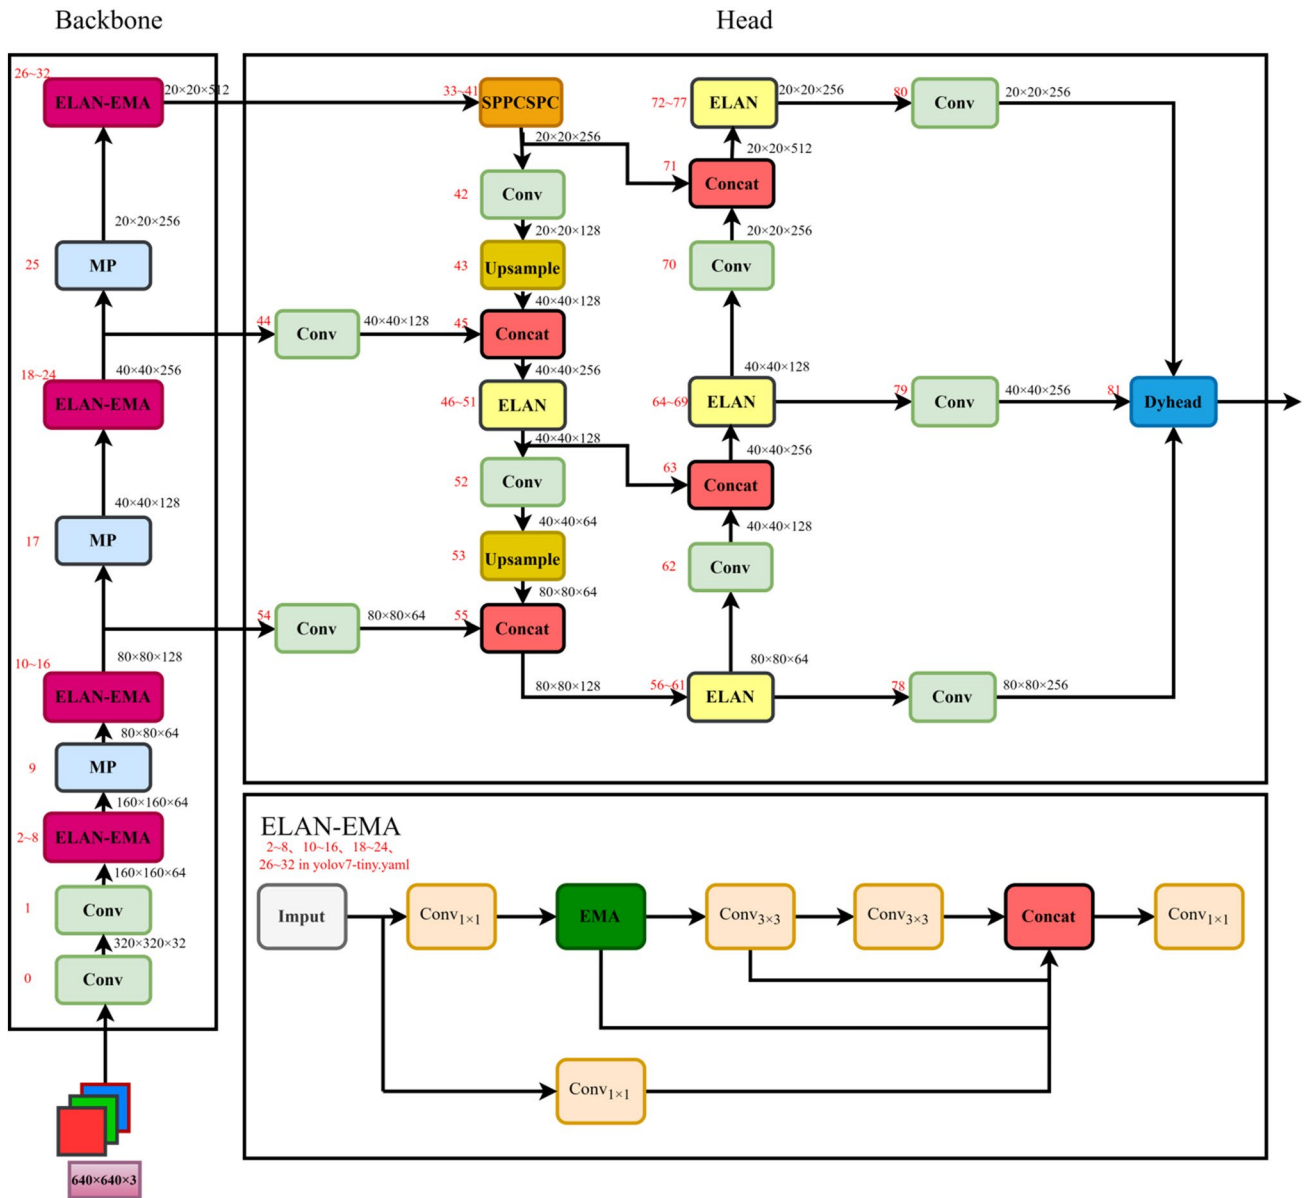 Backbone
Head
26~32
ELAN-EMA
20×20×512
20×20×256
25
MP
18~24
40×40×256
ELAN-EMA
40×40×128
17
MP
10~16
80×80×128
ELAN-EMA
80×80×64
9
MP
160×160×64
2~8
ELAN-EMA
160×160×64
1
Conv
320×320×32
0
Conv
640×640×3
33~41
SPPCSPC
20×20×256
42
Conv
20×20×128
43
Upsample
40×40×128
44
Conv
40×40×128
45
Concat
40×40×256
46~51
ELAN
40×40×128
52
Conv
40×40×64
53
Upsample
80×80×64
54
Conv
80×80×64
55
Concat
80×80×128
72~77
ELAN
20×20×256
80
Conv
20×20×256
20×20×512
71
Concat
20×20×256
70
Conv
40×40×128
64~69
ELAN
79
Conv
40×40×256
81
Dyhead
40×40×256
63
Concat
40×40×128
62
Conv
80×80×64
56~61
ELAN
78
Conv
80×80×256
ELAN-EMA
2~8、10~16、18~24、
26~32 in yolov7-tiny.yaml
Imput
Conv1×1
EMA
Conv3×3
Conv3×3
Concat
Conv1×1
Conv1×1